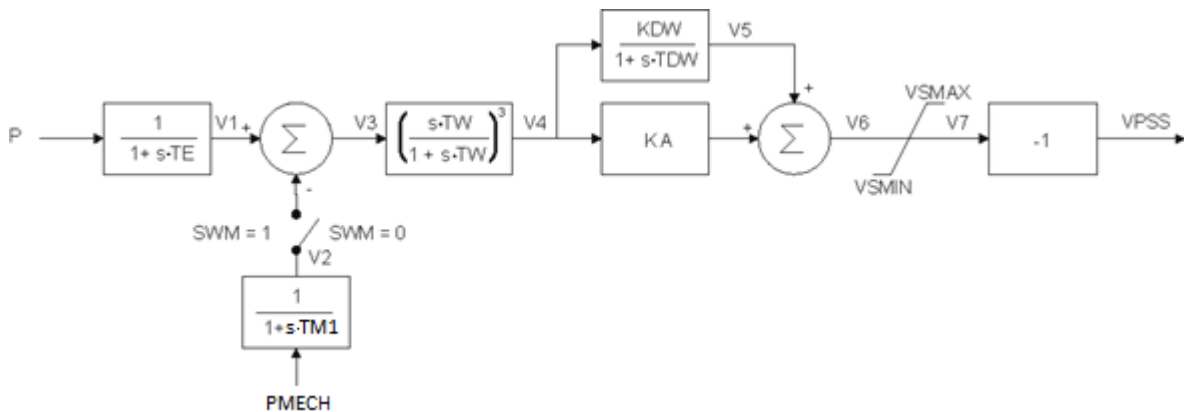 KDW
1+ s·TDW
V5
+
VSMAX
P
1
1+ s·TE
V1 +
Σ
V3
(s·TW / 1 + s·TW)³
V4
KA
+
Σ
V6
V7
-1
VPSS
VSMIN
-
SWM = 1
SWM = 0
V2
1
1+s·TM1
PMECH